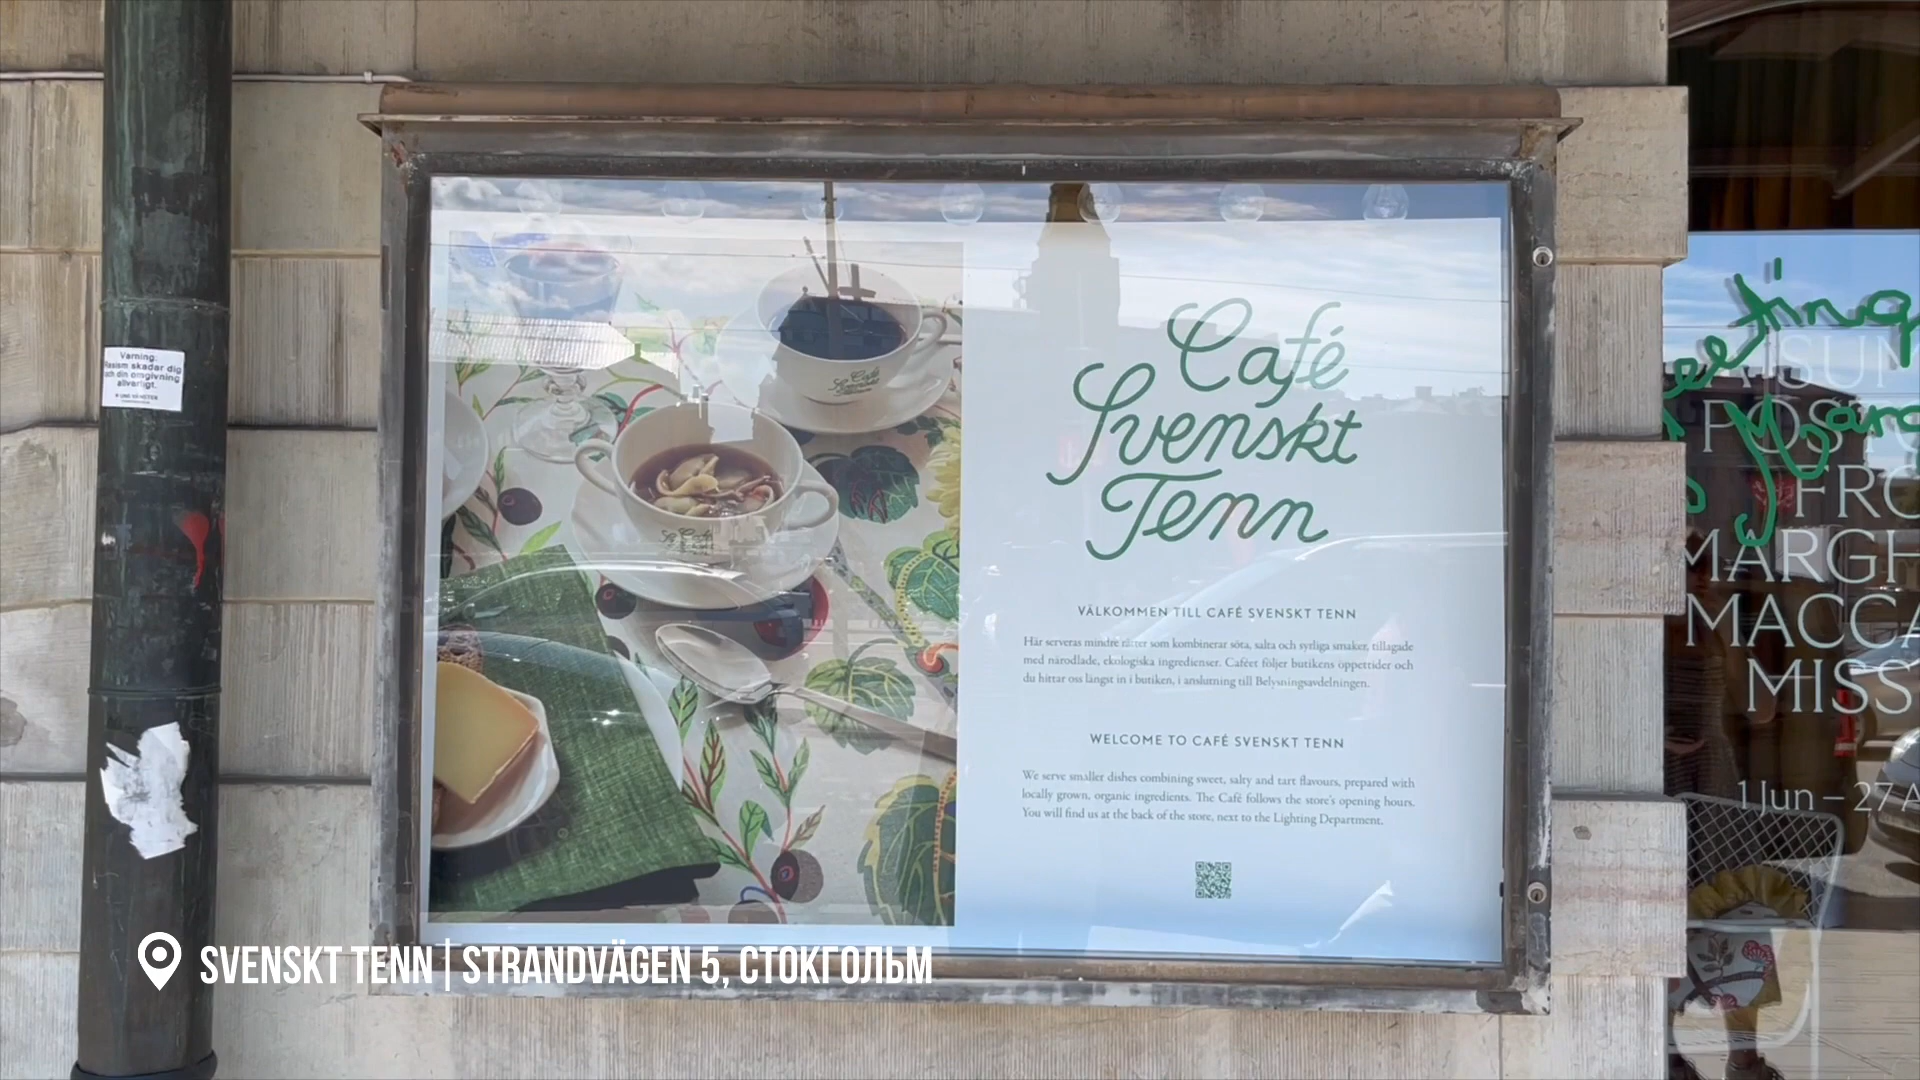 Varning:
Rasism skadar dig
och din omgivning
allvarligt.
Café
Svenskt
Tenn
VÄLKOMMEN TILL CAFÉ SVENSKT TENN
Här serveras mindre rätter som kombinerar söta, salta och syrliga smaker, tillagade
med närodlade, ekologiska ingredienser. Caféet följer butikens öppettider och
du hittar oss längst in i butiken, i anslutning till Belysningsavdelningen.
WELCOME TO CAFÉ SVENSKT TENN
We serve smaller dishes combining sweet, salty and tart flavours, prepared with
locally grown, organic ingredients. The Café follows the store's opening hours.
You will find us at the back of the store, next to the Lighting Department.
Café
Svenskt
Tenn
MARGH
MACCA
MISS
1 Jun – 27 A
SVENSKT TENN | STRANDVÄGEN 5, СТОКГОЛЬМ